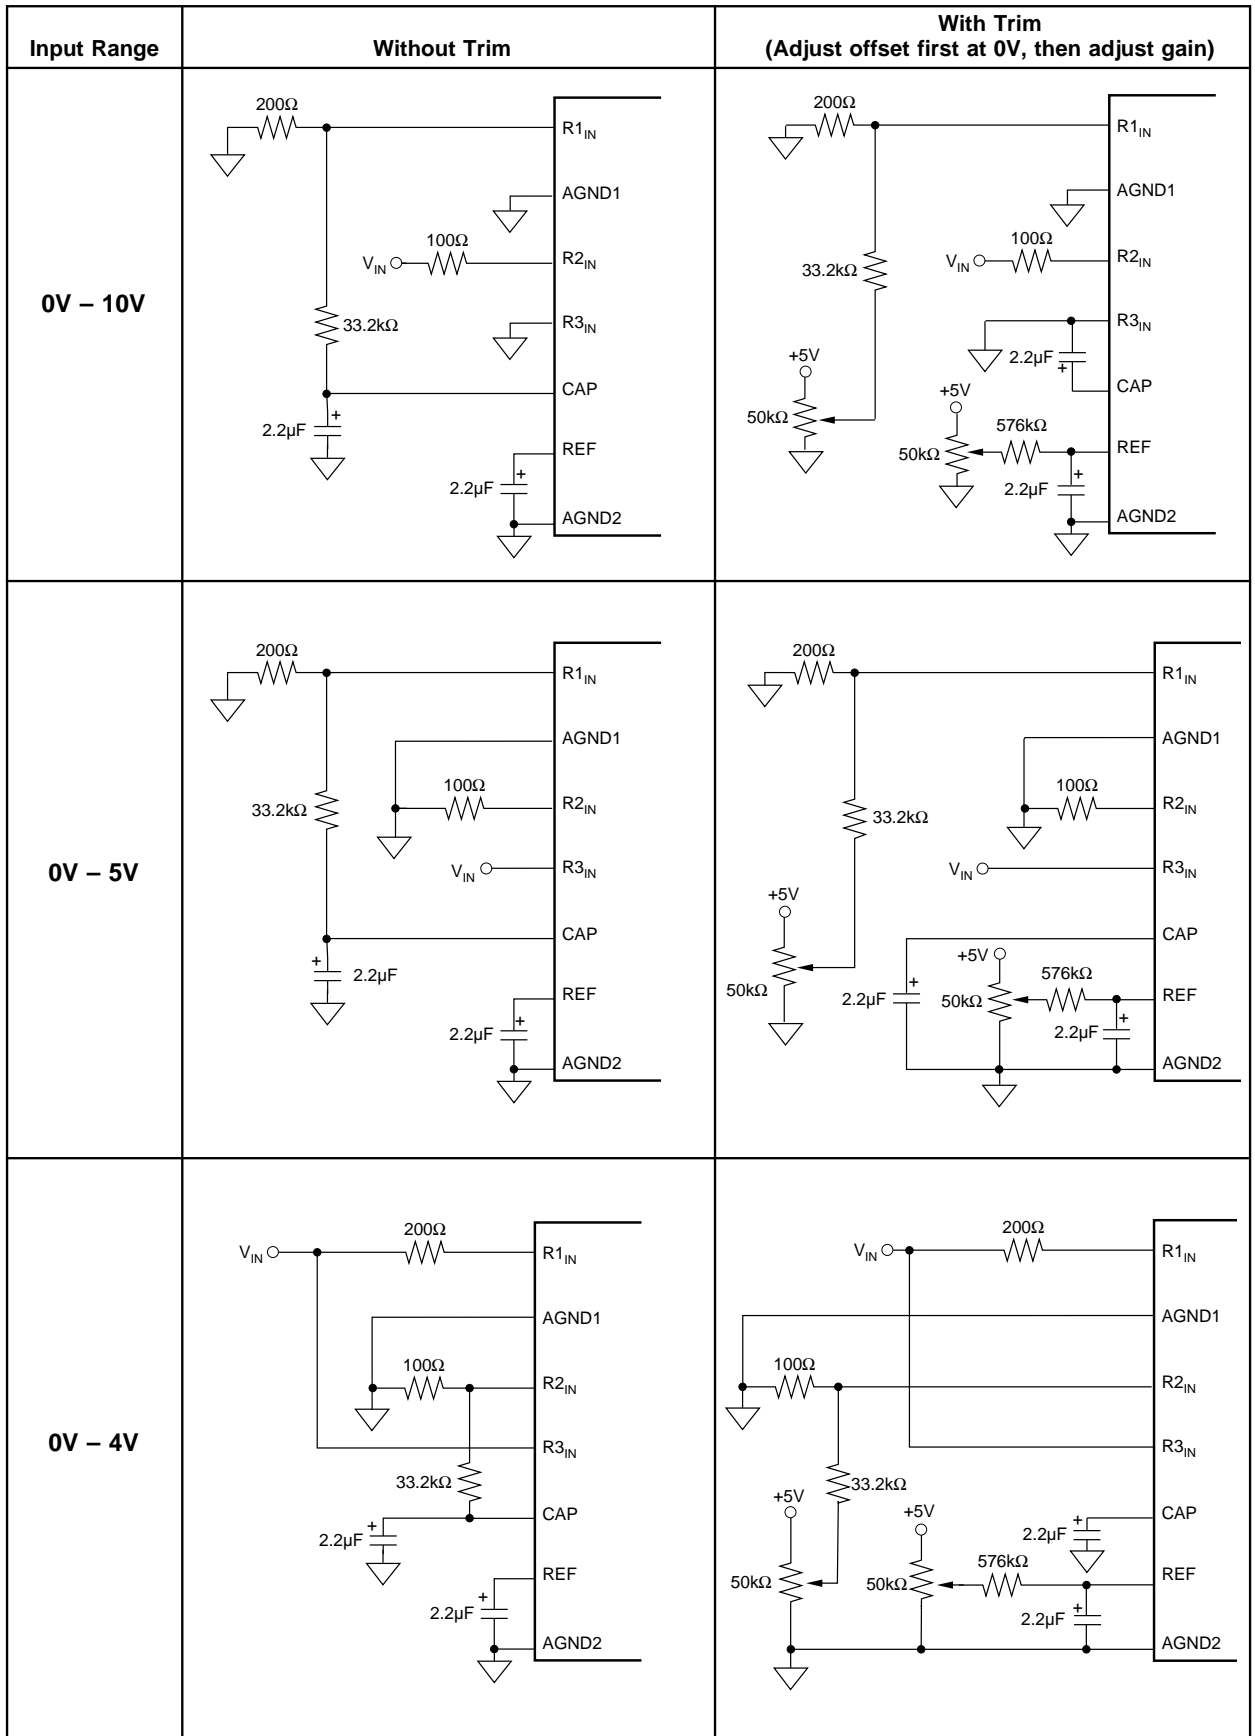 Input Range
Without Trim
With Trim
(Adjust offset first at 0V, then adjust gain)
0V – 10V
200Ω
R1IN
AGND1
100Ω
VIN
R2IN
33.2kΩ
R3IN
CAP
2.2µF
+
REF
2.2µF
+
AGND2
200Ω
R1IN
AGND1
100Ω
VIN
R2IN
33.2kΩ
R3IN
2.2µF
+
CAP
+5V
50kΩ
+5V
50kΩ
576kΩ
REF
2.2µF
+
AGND2
0V – 5V
200Ω
R1IN
AGND1
100Ω
R2IN
33.2kΩ
VIN
R3IN
CAP
+
2.2µF
REF
2.2µF
+
AGND2
200Ω
R1IN
AGND1
100Ω
R2IN
33.2kΩ
VIN
R3IN
+5V
50kΩ
CAP
+
2.2µF
+5V
50kΩ
576kΩ
REF
2.2µF
+
AGND2
0V – 4V
VIN
200Ω
R1IN
AGND1
100Ω
R2IN
R3IN
33.2kΩ
CAP
+
2.2µF
REF
+
2.2µF
AGND2
VIN
200Ω
R1IN
AGND1
100Ω
R2IN
R3IN
33.2kΩ
+5V
50kΩ
+5V
50kΩ
CAP
+
2.2µF
576kΩ
REF
+
2.2µF
AGND2